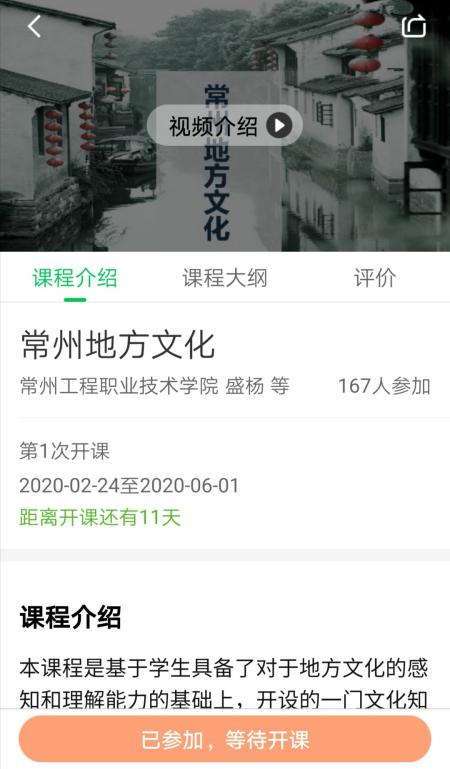 常州地方文化
视频介绍
课程介绍 课程大纲 评价
常州地方文化
常州工程职业技术学院 盛杨 等 167人参加
第1次开课
2020-02-24至2020-06-01
距离开课还有11天
课程介绍
本课程是基于学生具备了对于地方文化的感
知和理解能力的基础上，开设的一门文化知
已参加，等待开课